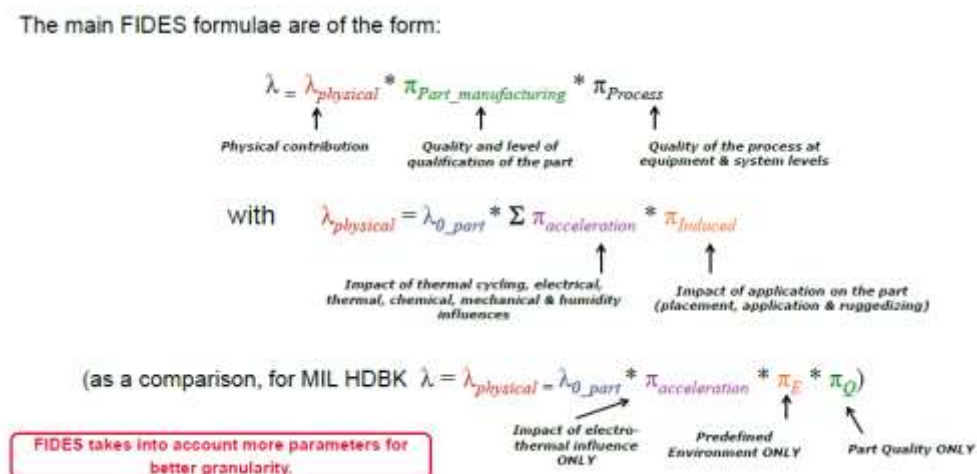 The main FIDES formulae are of the form:
λ = λphysical * πPart_manufacturing * πProcess
Physical contribution
Quality and level of
qualification of the part
Quality of the process at
equipment & system levels
with λphysical = λ0_part * Σ πacceleration * πInduced
Impact of thermal cycling, electrical,
thermal, chemical, mechanical & humidity
influences
Impact of application on the part
(placement, application & ruggedizing)
(as a comparison, for MIL HDBK λ = λphysical = λ0_part * πacceleration * πE * πQ)
Impact of electro-
thermal influence
ONLY
Predefined
Environment ONLY
Part Quality ONLY
FIDES takes into account more parameters for
better granularity.